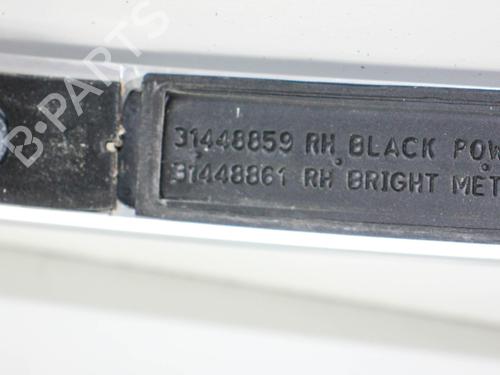 31448859 RH BLACK POW
31448861 RH BRIGHT MET
B-PARTS